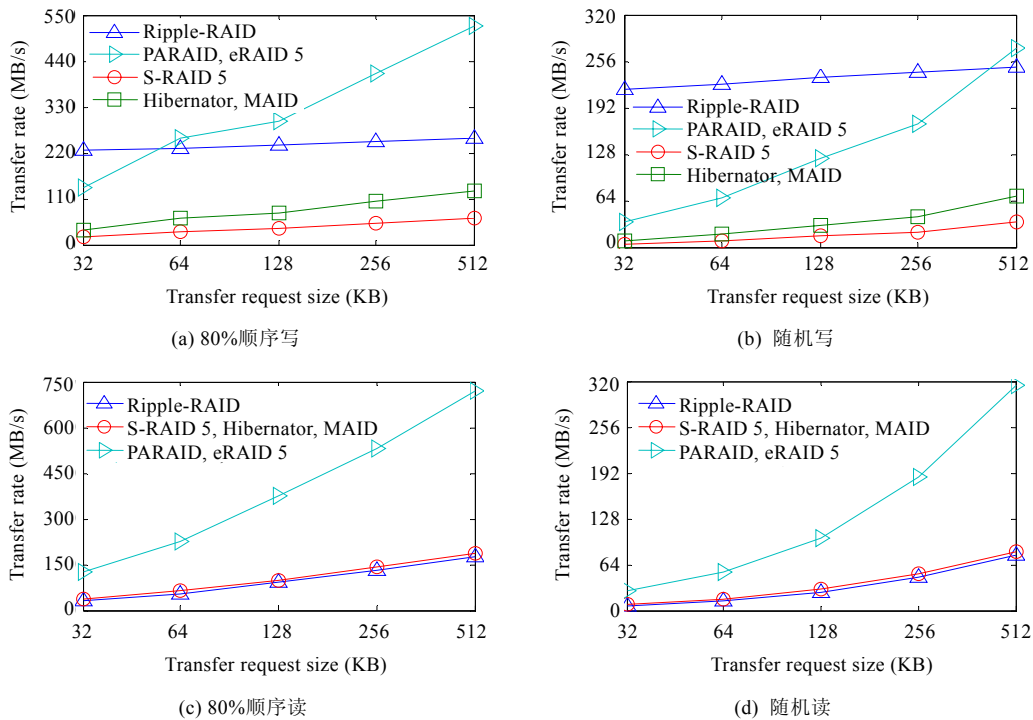 550
440
330
220
110
0
Transfer rate (MB/s)
Ripple-RAID
PARAID, eRAID 5
S-RAID 5
Hibernator, MAID
32 64 128 256 512
Transfer request size (KB)
(a) 80%顺序写
320
256
192
128
64
0
Transfer rate (MB/s)
Ripple-RAID
PARAID, eRAID 5
S-RAID 5
Hibernator, MAID
32 64 128 256 512
Transfer request size (KB)
(b) 随机写
750
600
450
300
150
0
Transfer rate (MB/s)
Ripple-RAID
S-RAID 5, Hibernator, MAID
PARAID, eRAID 5
32 64 128 256 512
Transfer request size (KB)
(c) 80%顺序读
320
256
192
128
64
0
Transfer rate (MB/s)
Ripple-RAID
S-RAID 5, Hibernator, MAID
PARAID, eRAID 5
32 64 128 256 512
Transfer request size (KB)
(d) 随机读